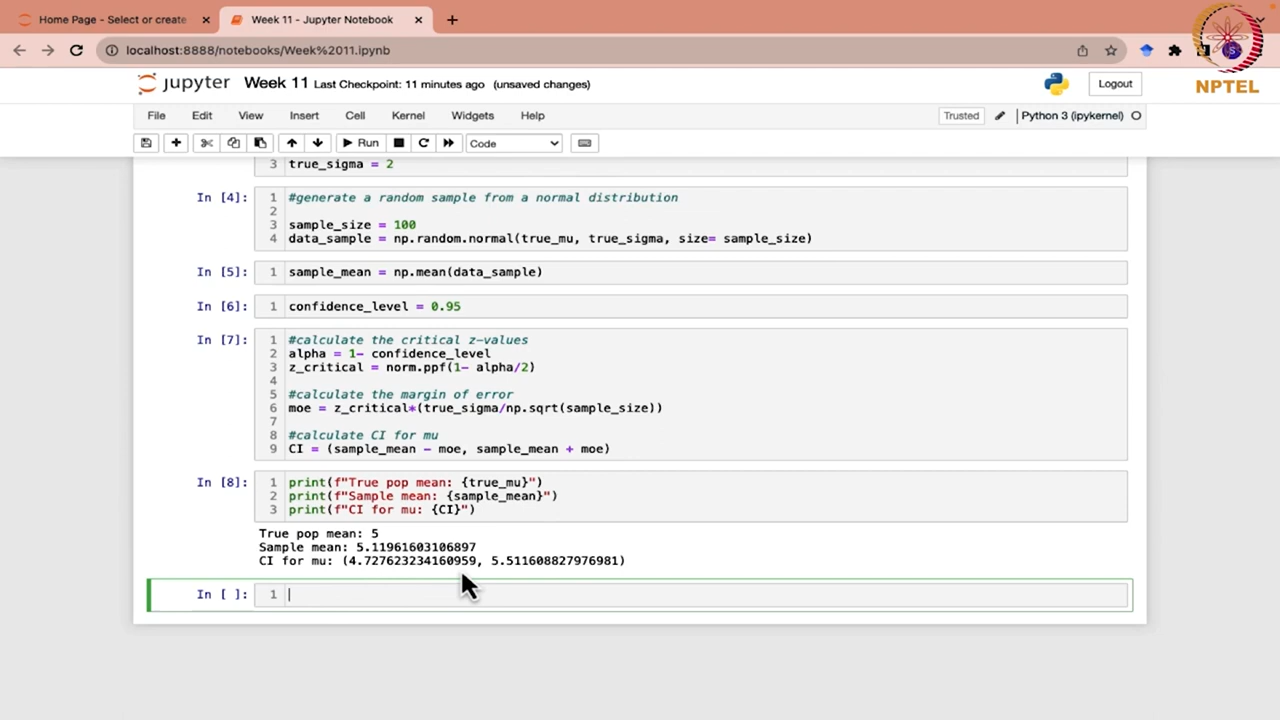 Home Page - Select or create
Week 11 - Jupyter Notebook
localhost:8888/notebooks/Week%2011.ipynb
NPTEL
jupyter Week 11 Last Checkpoint: 11 minutes ago (unsaved changes)
Logout
File Edit View Insert Cell Kernel Widgets Help
Trusted Python 3 (ipykernel)
Run Code
3 true_sigma = 2
In [4]: 1 #generate a random sample from a normal distribution
2
3 sample_size = 100
4 data_sample = np.random.normal(true_mu, true_sigma, size= sample_size)
In [5]: 1 sample_mean = np.mean(data_sample)
In [6]: 1 confidence_level = 0.95
In [7]: 1 #calculate the critical z-values
2 alpha = 1- confidence_level
3 z_critical = norm.ppf(1- alpha/2)
4
5 #calculate the margin of error
6 moe = z_critical*(true_sigma/np.sqrt(sample_size))
7
8 #calculate CI for mu
9 CI = (sample_mean - moe, sample_mean + moe)
In [8]: 1 print(f"True pop mean: {true_mu}")
2 print(f"Sample mean: {sample_mean}")
3 print(f"CI for mu: {CI}")
True pop mean: 5
Sample mean: 5.11961603106897
CI for mu: (4.727623234160959, 5.511608827976981)
In [ ]: 1